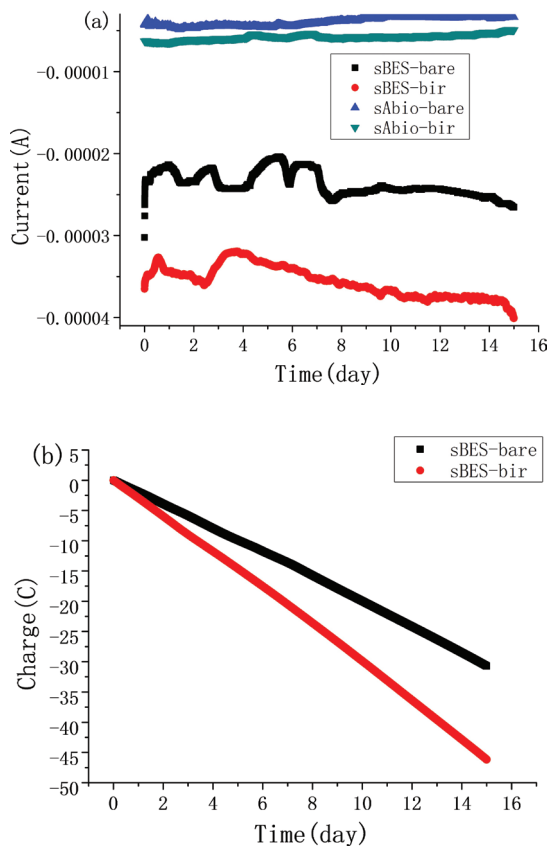 (a)
-0.00001
-0.00002
-0.00003
-0.00004
Current(A)
sBES-bare
sBES-bir
sAbio-bare
sAbio-bir
0 2 4 6 8 10 12 14 16
Time(day)
(b)
5
0
-5
-10
-15
-20
-25
-30
-35
-40
-45
-50
Charge(C)
sBES-bare
sBES-bir
0 2 4 6 8 10 12 14 16
Time(day)